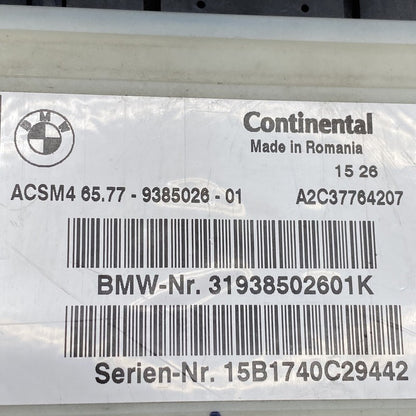 BMW
Continental
Made in Romania
15 26
ACSM4 65.77 - 9385026 - 01 A2C37764207
BMW-Nr. 31938502601K
Serien-Nr. 15B1740C29442